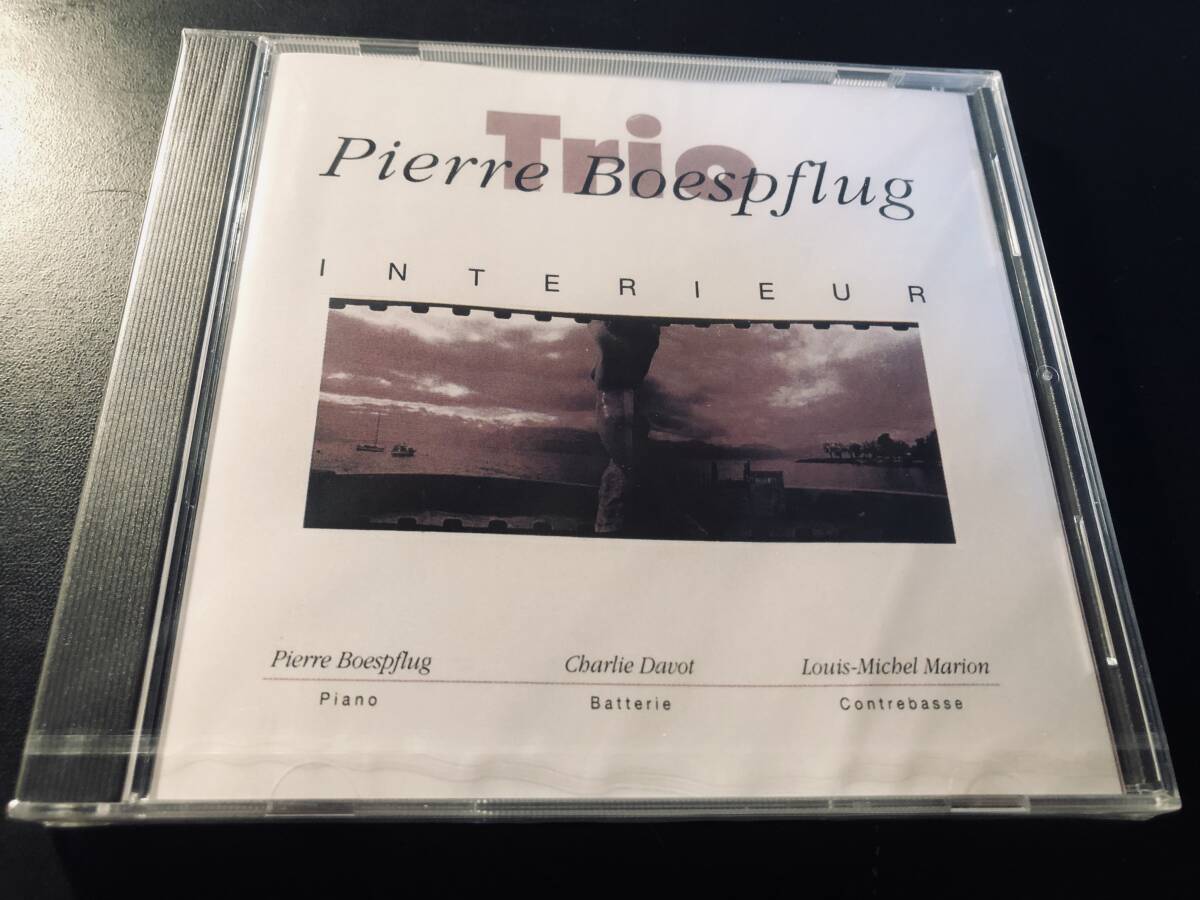 Trio
Pierre Boespflug
INTERIEUR
Pierre Boespflug Charlie Davot Louis-Michel Marion
Piano Batterie Contrebasse